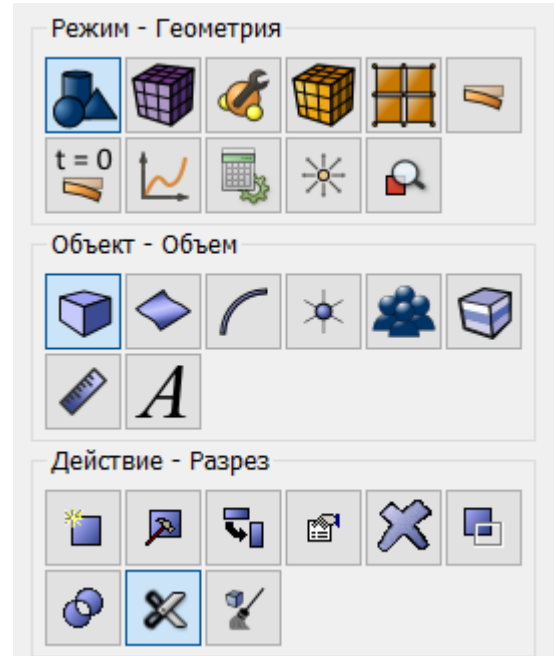 Режим - Геометрия
t = 0
Объект - Объем
A
Действие - Разрез